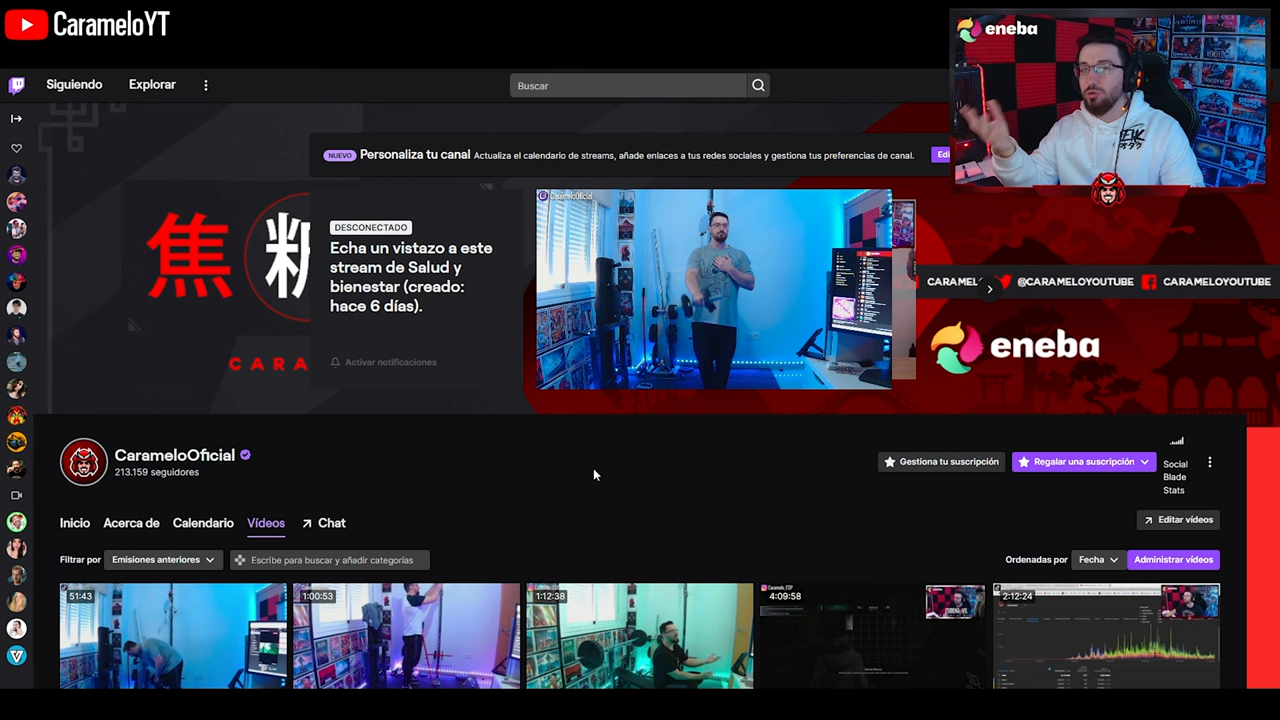 CarameloYT
eneba
Siguiendo
Explorar
Buscar
NUEVO
Personaliza tu canal
Actualiza el calendario de streams, añade enlaces a tus redes sociales y gestiona tus preferencias de canal.
焦
CARA
DESCONECTADO
Echa un vistazo a este
stream de Salud y
bienestar (creado:
hace 6 días).
Activar notificaciones
CarameloOficial
CARAMEL
@CARAMELOYOUTUBE
CARAMELOYOUTUBE
eneba
CarameloOficial
213.159 seguidores
Gestiona tu suscripción
Regalar una suscripción
Social
Blade
Stats
Inicio
Acerca de
Calendario
Vídeos
Chat
Editar vídeos
Filtrar por
Emisiones anteriores
Escribe para buscar y añadir categorías
Ordenadas por
Fecha
Administrar vídeos
51:43
1:00:53
1:12:38
4:09:58
2:12:24